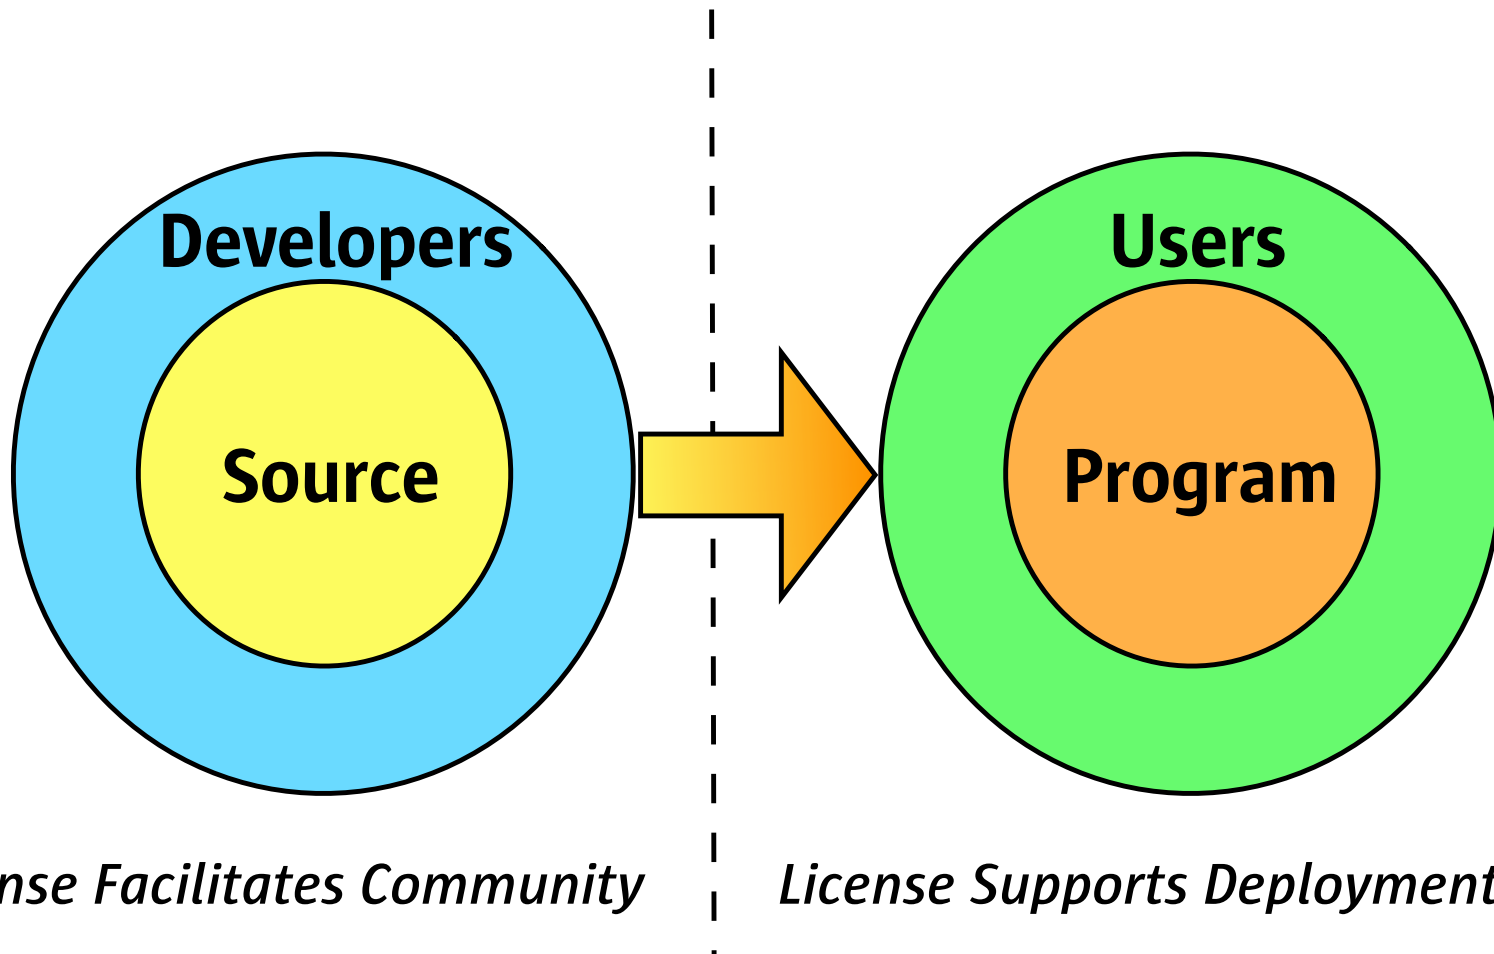 Developers
Source
Users
Program
nse Facilitates Community
License Supports Deployment